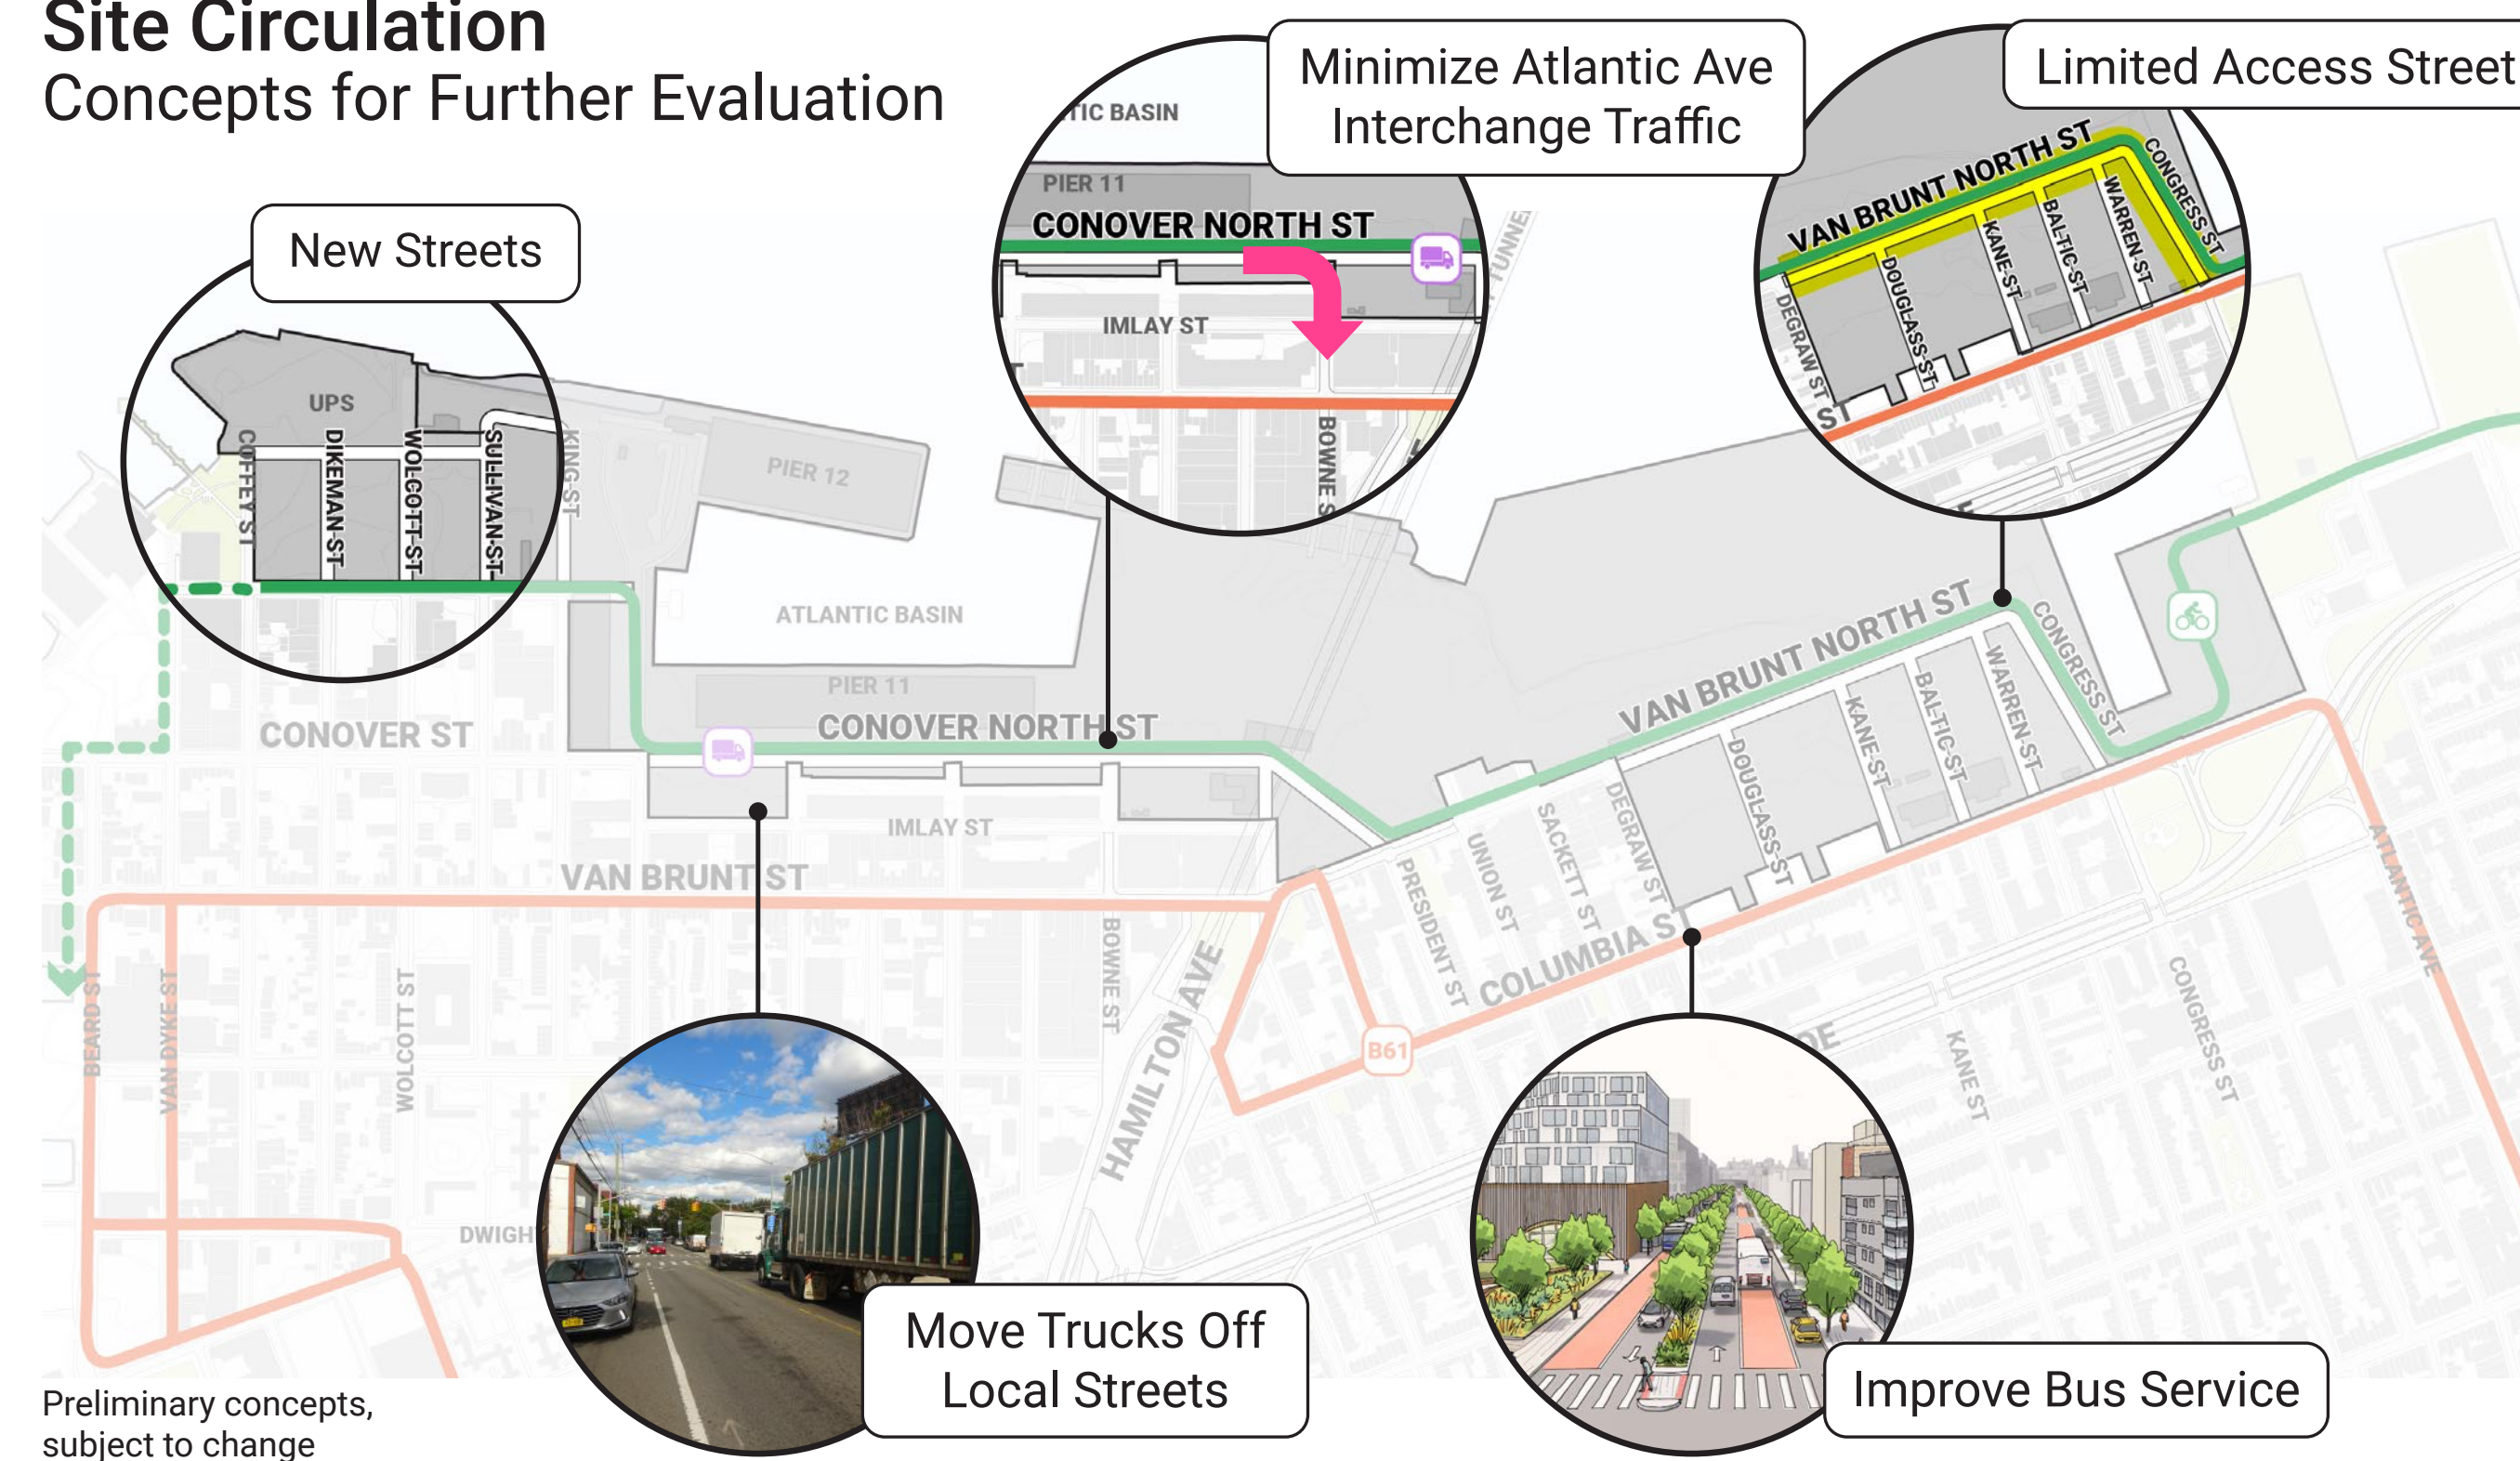 Site Circulation
Concepts for Further Evaluation
New Streets
Minimize Atlantic Ave
Interchange Traffic
Limited Access Street
UPS
COFFEY ST
DIKEMAN ST
WOLCOTT ST
SULLIVAN ST
KING ST
BASIN
PIER 11
CONOVER NORTH ST
IMLAY ST
BOWNE
VAN BRUNT NORTH ST
CONGRESS ST
WARREN ST
BALTIC ST
KANE ST
DOUGLASS ST
DEGRAW ST
ST
PIER 12
ATLANTIC BASIN
PIER 11
CONOVER ST
CONOVER NORTH ST
IMLAY ST
VAN BRUNT ST
VAN BRUNT NORTH ST
CONGRESS ST
WARREN ST
BALTIC ST
KANE ST
DOUGLASS ST
DEGRAW ST
SACKETT ST
UNION ST
PRESIDENT ST
COLUMBIA ST
ATLANTIC AVE
BEARD ST
VAN DYKE ST
WOLCOTT ST
BOWNE ST
HAMILTON AVE
B61
KANE ST
CONGRESS ST
Move Trucks Off
Local Streets
Improve Bus Service
Preliminary concepts,
subject to change